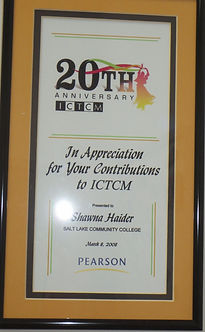 20TH
ANNIVERSARY
ICTCM
In Appreciation
for Your Contributions
to ICTCM
Presented to
Shawna Haider
SALT LAKE COMMUNITY COLLEGE
March 8, 2008
PEARSON